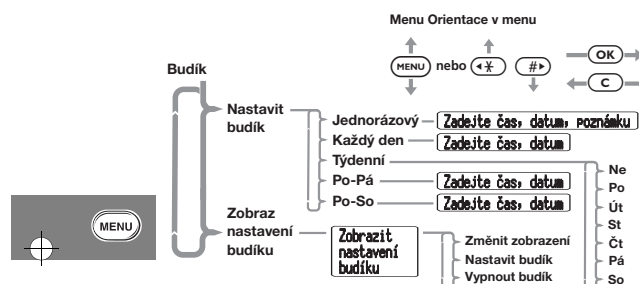 Menu Orientace v menu
MENU nebo # OK
C
Budík
Nastavit
budík
Jednorázový Zadejte čas, datum, poznámku
Každý den Zadejte čas, datum
Týdenní
Po-Pá Zadejte čas, datum
Po-So Zadejte čas, datum
Ne
Po
Út
St
Čt
Pá
So
MENU
Zobraz
nastavení
budíku
Zobrazit
nastavení
budíku
Změnit zobrazení
Nastavit budík
Vypnout budík